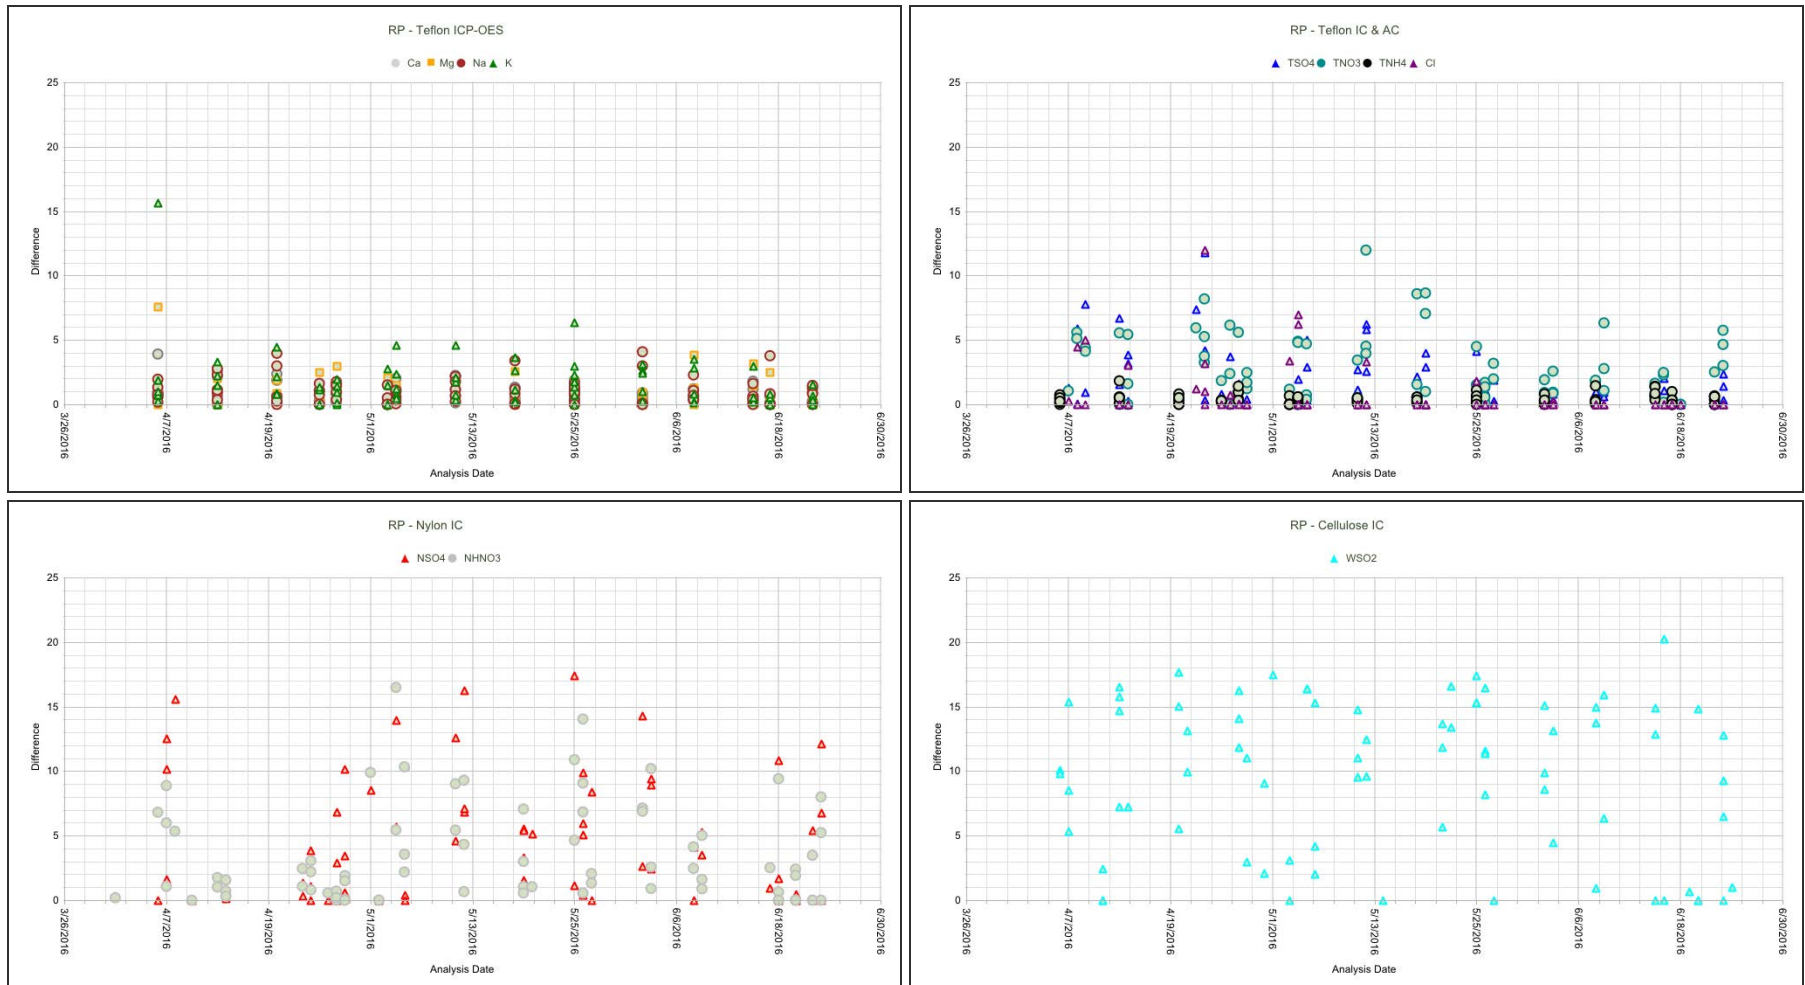 RP - Teflon ICP-OES
Ca Mg Na K
25
20
15
10
5
0
Difference
3/26/2016 4/7/2016 4/19/2016 5/1/2016 5/13/2016 5/25/2016 6/6/2016 6/18/2016 6/30/2016
Analysis Date
RP - Teflon IC & AC
TSO4 TNO3 TNH4 Cl
25
20
15
10
5
0
Difference
3/26/2016 4/7/2016 4/19/2016 5/1/2016 5/13/2016 5/25/2016 6/6/2016 6/18/2016 6/30/2016
Analysis Date
RP - Nylon IC
NSO4 NHNO3
25
20
15
10
5
0
Difference
3/26/2016 4/7/2016 4/19/2016 5/1/2016 5/13/2016 5/25/2016 6/6/2016 6/18/2016 6/30/2016
Analysis Date
RP - Cellulose IC
WSO2
25
20
15
10
5
0
Difference
3/26/2016 4/7/2016 4/19/2016 5/1/2016 5/13/2016 5/25/2016 6/6/2016 6/18/2016 6/30/2016
Analysis Date